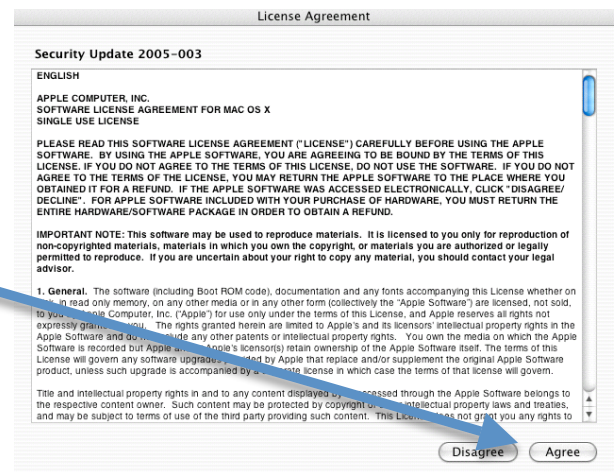 License Agreement
Security Update 2005-003
ENGLISH
APPLE COMPUTER, INC.
SOFTWARE LICENSE AGREEMENT FOR MAC OS X
SINGLE USE LICENSE
PLEASE READ THIS SOFTWARE LICENSE AGREEMENT ("LICENSE") CAREFULLY BEFORE USING THE APPLE
SOFTWARE. BY USING THE APPLE SOFTWARE, YOU ARE AGREEING TO BE BOUND BY THE TERMS OF THIS
LICENSE. IF YOU DO NOT AGREE TO THE TERMS OF THIS LICENSE, DO NOT USE THE SOFTWARE. IF YOU DO NOT
AGREE TO THE TERMS OF THE LICENSE, YOU MAY RETURN THE APPLE SOFTWARE TO THE PLACE WHERE YOU
OBTAINED IT FOR A REFUND. IF THE APPLE SOFTWARE WAS ACCESSED ELECTRONICALLY, CLICK "DISAGREE/
DECLINE". FOR APPLE SOFTWARE INCLUDED WITH YOUR PURCHASE OF HARDWARE, YOU MUST RETURN THE
ENTIRE HARDWARE/SOFTWARE PACKAGE IN ORDER TO OBTAIN A REFUND.
IMPORTANT NOTE: This software may be used to reproduce materials. It is licensed to you only for reproduction of
non-copyrighted materials, materials in which you own the copyright, or materials you are authorized or legally
permitted to reproduce. If you are uncertain about your right to copy any material, you should contact your legal
advisor.
1. General. The software (including Boot ROM code), documentation and any fonts accompanying this License whether on
in read only memory, on any other media or in any other form (collectively the "Apple Software") are licensed, not sold,
to you Apple Computer, Inc. ("Apple") for use only under the terms of this License, and Apple reserves all rights not
expressly you. The rights granted herein are limited to Apple's and its licensors' intellectual property rights in the
Apple Software and do include any other patents or intellectual property rights. You own the media on which the Apple
Software is recorded but Apple Apple's licensor(s) retain ownership of the Apple Software itself. The terms of this
License will govern any software upgrades by Apple that replace and/or supplement the original Apple Software
product, unless such upgrade is accompanied by a license in which case the terms of that license will govern.
Title and intellectual property rights in and to any content displayed by accessed through the Apple Software belongs to
the respective content owner. Such content may be protected by copyright intellectual property laws and treaties,
and may be subject to terms of use of the third party providing such content. This License does not grant you any rights to
Disagree
Agree